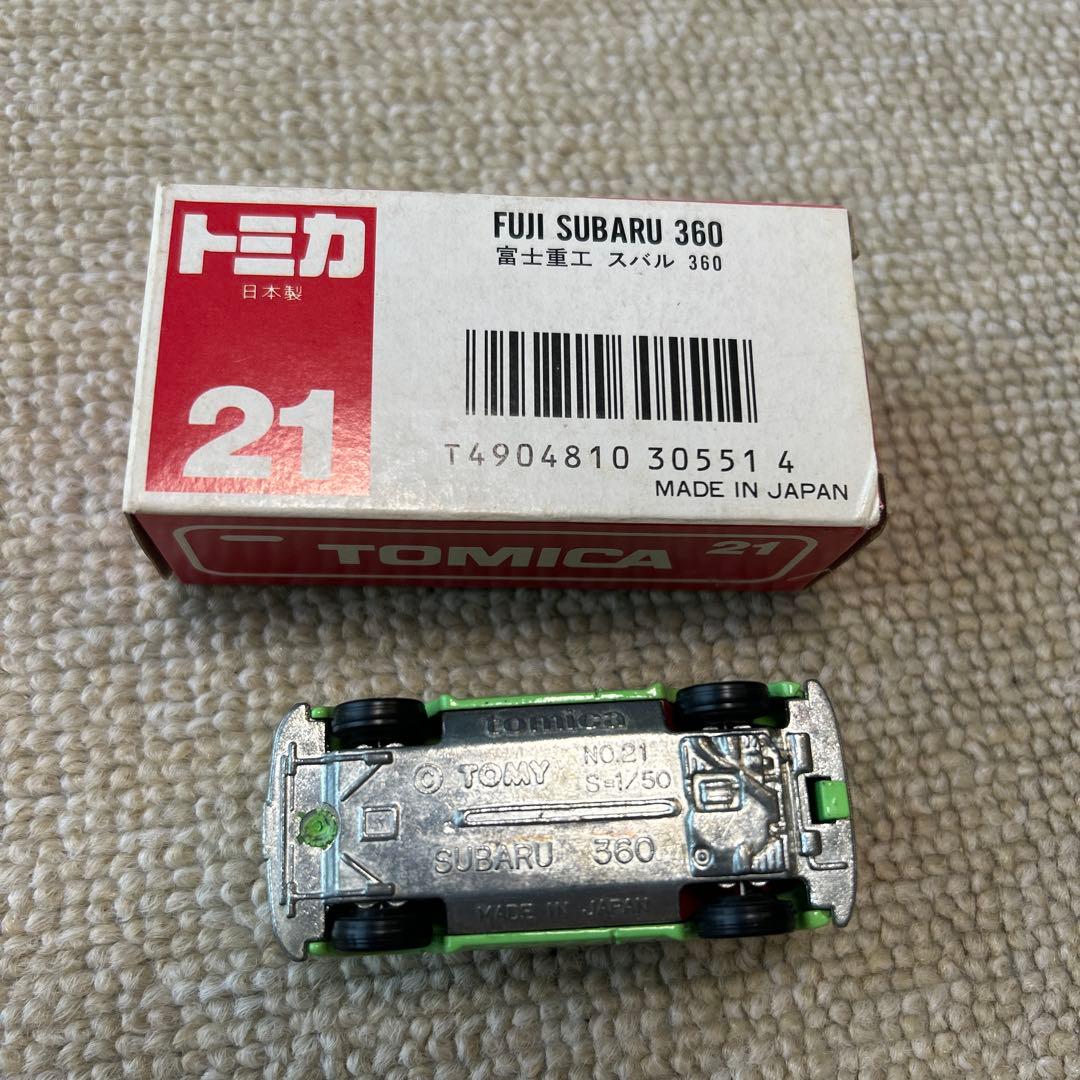 トミカ
日本製
21
FUJI SUBARU 360
富士重工 スバル 360
T4904810 30551 4
MADE IN JAPAN
TOMICA 21
tomica
© TOMY NO.21
S=1/50
SUBARU 360
MADE IN JAPAN